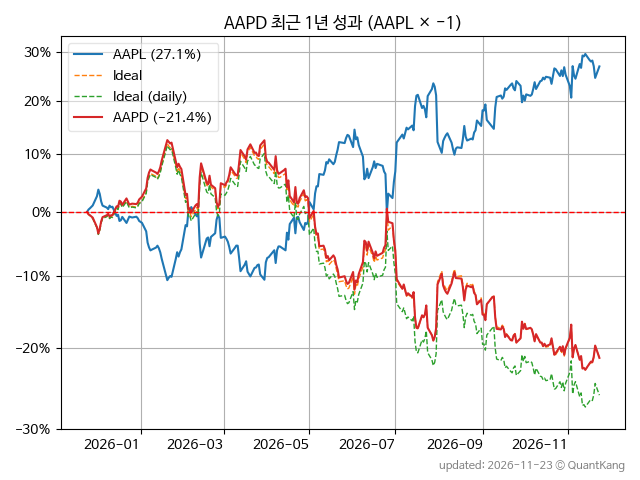 AAPD 최근 1년 성과 (AAPL × −1)
AAPL (27.1%)
Ideal
Ideal (daily)
AAPD (−21.4%)
30%
20%
10%
0%
−10%
−20%
−30%
2026-01 2026-03 2026-05 2026-07 2026-09 2026-11
updated: 2026-11-23 © QuantKang